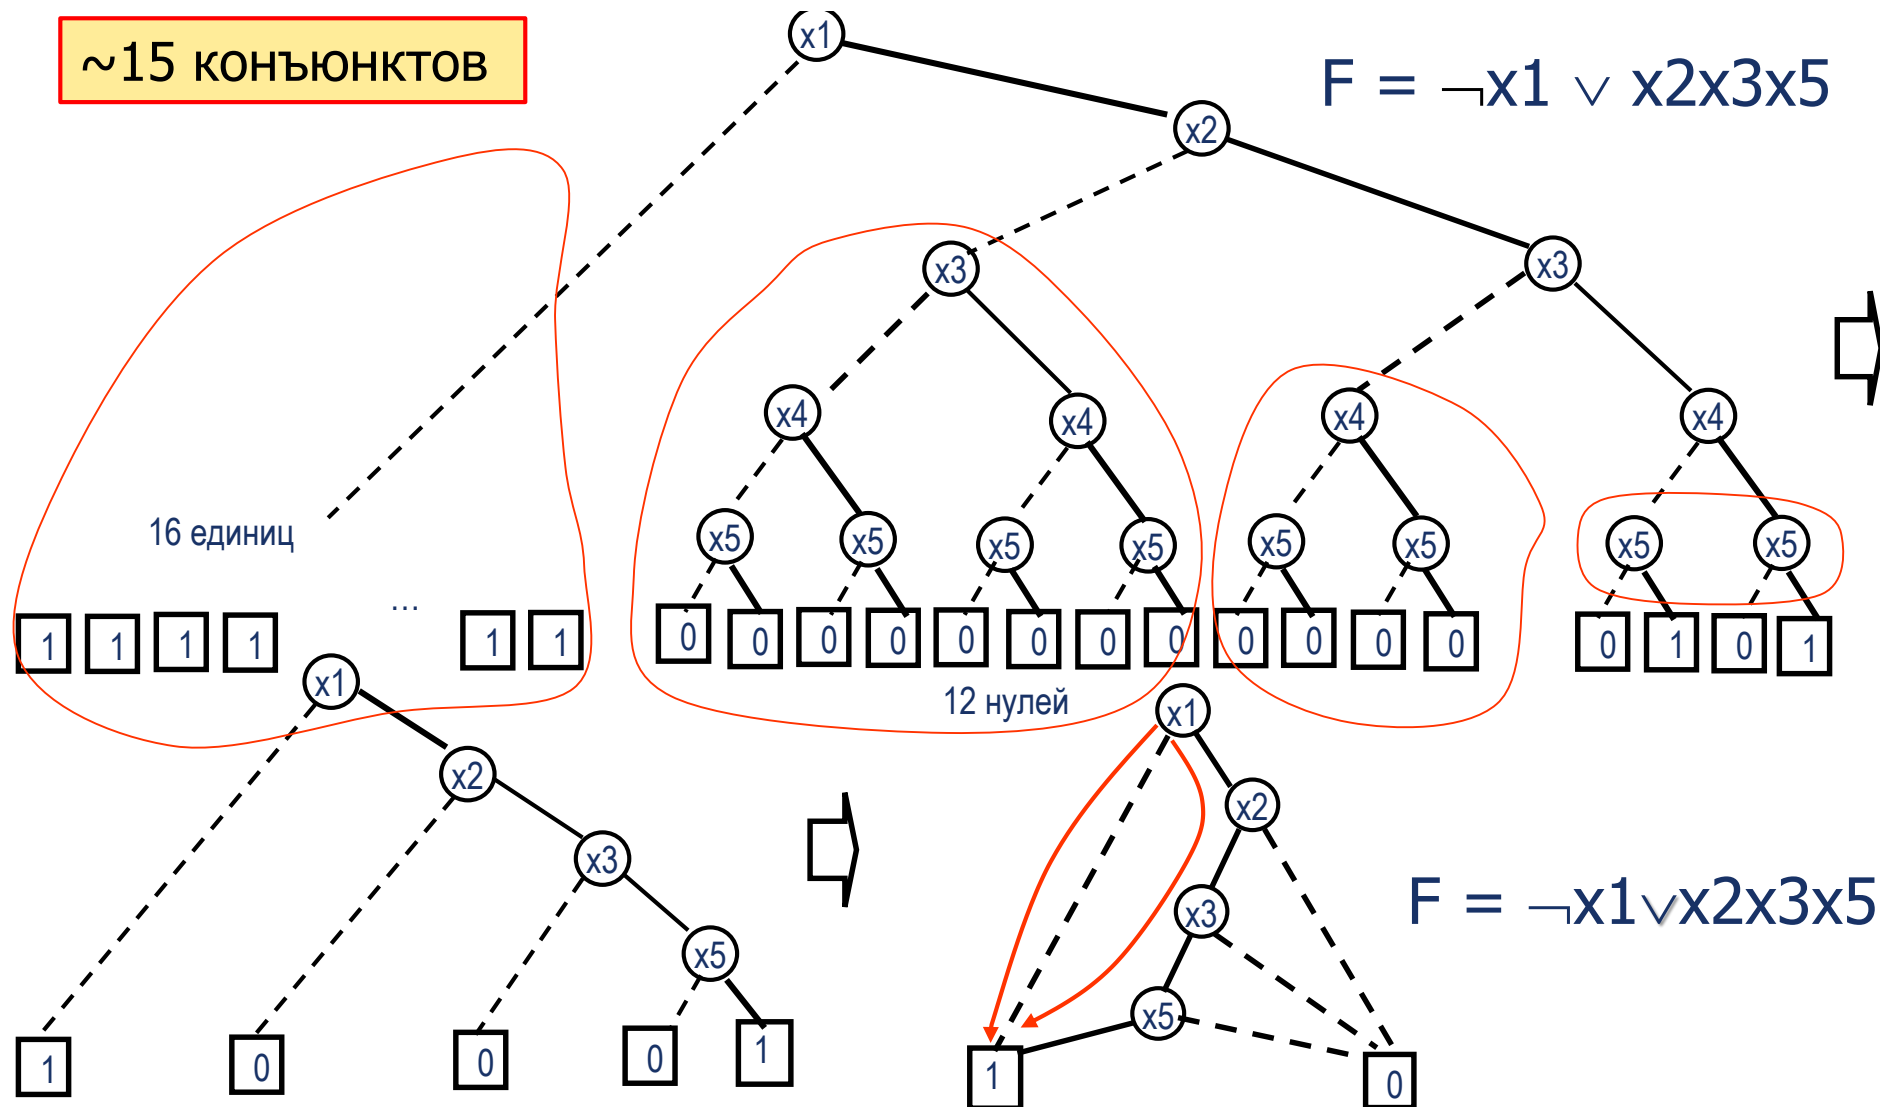 ~15 конъюнктов
x1
F = ¬x1 ∨ x2x3x5
x2
x3 x3
x4 x4 x4 x4
x5 x5 x5 x5 x5 x5 x5 x5
16 единиц
...
1 1 1 1 1 1 0 0 0 0 0 0 0 0 0 0 0 0 0 1 0 1
12 нулей
x1
x2
x3
x5
1 0 0 0 1
x1
x2
x3
x5
1 0
F = ¬x1∨x2x3x5